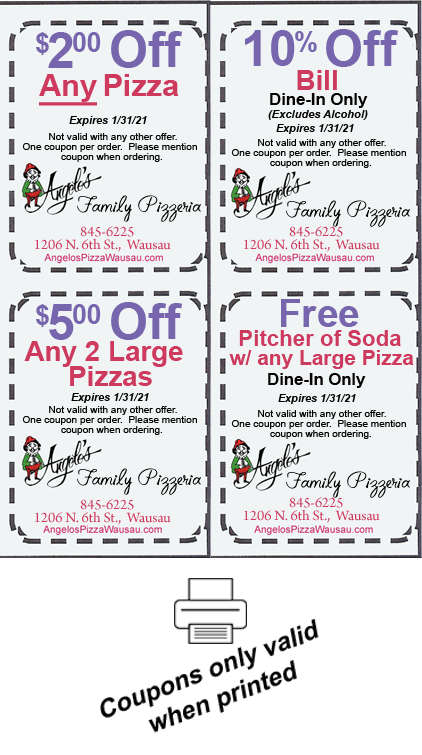 $2.00 Off
Any Pizza
Expires 1/31/21
Not valid with any other offer.
One coupon per order. Please mention
coupon when ordering.
Angelo's
Family Pizzeria
845-6225
1206 N. 6th St., Wausau
AngelosPizzaWausau.com
10% Off
Bill
Dine-In Only
(Excludes Alcohol)
Expires 1/31/21
Not valid with any other offer.
One coupon per order. Please mention
coupon when ordering.
Angelo's
Family Pizzeria
845-6225
1206 N. 6th St., Wausau
AngelosPizzaWausau.com
$5.00 Off
Any 2 Large
Pizzas
Expires 1/31/21
Not valid with any other offer.
One coupon per order. Please mention
coupon when ordering.
Angelo's
Family Pizzeria
845-6225
1206 N. 6th St., Wausau
AngelosPizzaWausau.com
Free
Pitcher of Soda
w/ any Large Pizza
Dine-In Only
Expires 1/31/21
Not valid with any other offer.
One coupon per order. Please mention
coupon when ordering.
Angelo's
Family Pizzeria
845-6225
1206 N. 6th St., Wausau
AngelosPizzaWausau.com
Coupons only valid
when printed